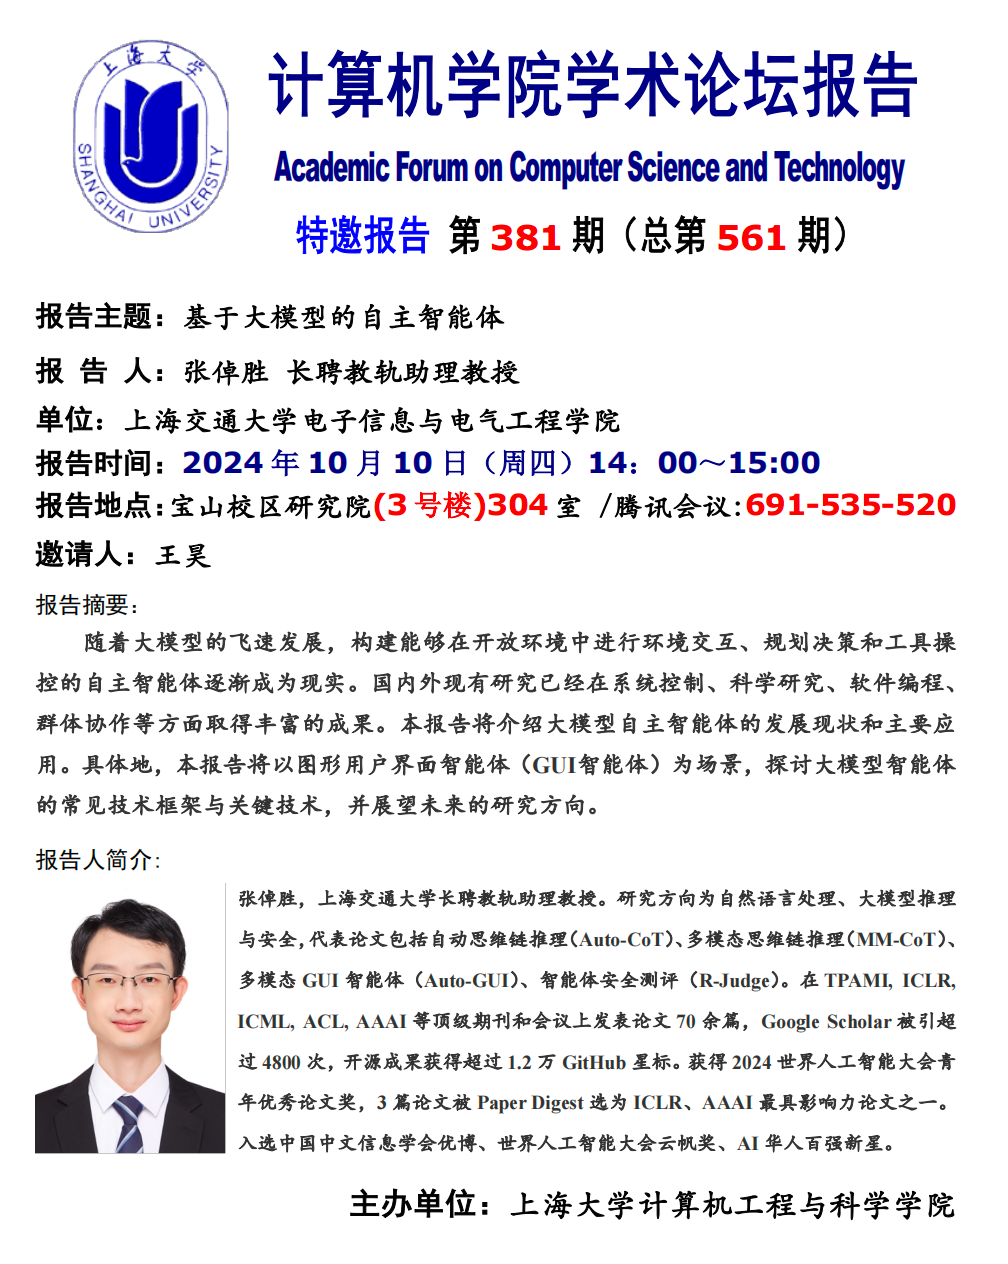 上海大学
SHANGHAI UNIVERSITY
计算机学院学术论坛报告
Academic Forum on Computer Science and Technology
特邀报告 第 381 期（总第 561 期）
报告主题：基于大模型的自主智能体
报 告 人：张倬胜 长聘教轨助理教授
单位：上海交通大学电子信息与电气工程学院
报告时间：2024 年 10 月 10 日（周四）14：00～15:00
报告地点：宝山校区研究院(3 号楼)304 室 /腾讯会议:691-535-520
邀请人：王昊
报告摘要：
随着大模型的飞速发展，构建能够在开放环境中进行环境交互、规划决策和工具操
控的自主智能体逐渐成为现实。国内外现有研究已经在系统控制、科学研究、软件编程、
群体协作等方面取得丰富的成果。本报告将介绍大模型自主智能体的发展现状和主要应
用。具体地，本报告将以图形用户界面智能体（GUI智能体）为场景，探讨大模型智能体
的常见技术框架与关键技术，并展望未来的研究方向。
报告人简介：
张倬胜，上海交通大学长聘教轨助理教授。研究方向为自然语言处理、大模型推理
与安全，代表论文包括自动思维链推理（Auto-CoT）、多模态思维链推理（MM-CoT）、
多模态 GUI 智能体（Auto-GUI）、智能体安全测评（R-Judge）。在 TPAMI, ICLR,
ICML, ACL, AAAI 等顶级期刊和会议上发表论文 70 余篇，Google Scholar 被引超
过 4800 次，开源成果获得超过 1.2 万 GitHub 星标。获得 2024 世界人工智能大会青
年优秀论文奖，3 篇论文被 Paper Digest 选为 ICLR、AAAI 最具影响力论文之一。
入选中国中文信息学会优博、世界人工智能大会云帆奖、AI 华人百强新星。
主办单位：上海大学计算机工程与科学学院